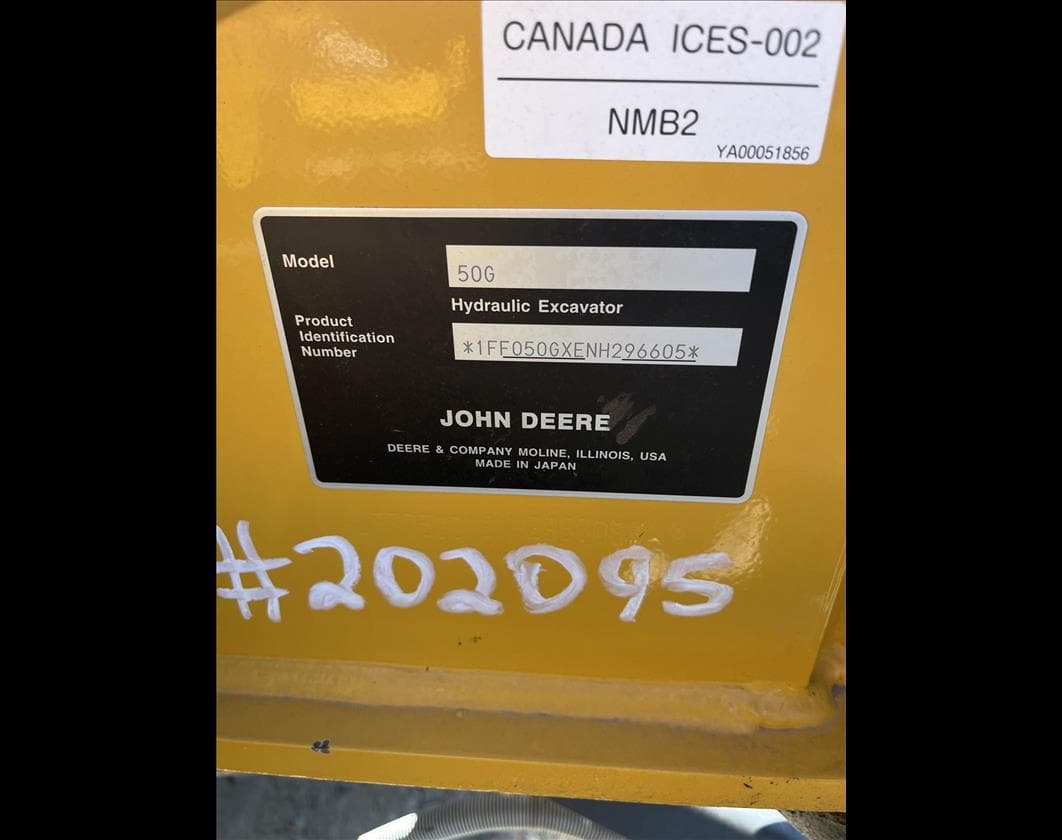 CANADA ICES-002
NMB2
YA00051856
Model
50G
Hydraulic Excavator
Product
Identification
Number
*1FF050GXENH296605*
JOHN DEERE
DEERE & COMPANY MOLINE, ILLINOIS, USA
MADE IN JAPAN
#202095